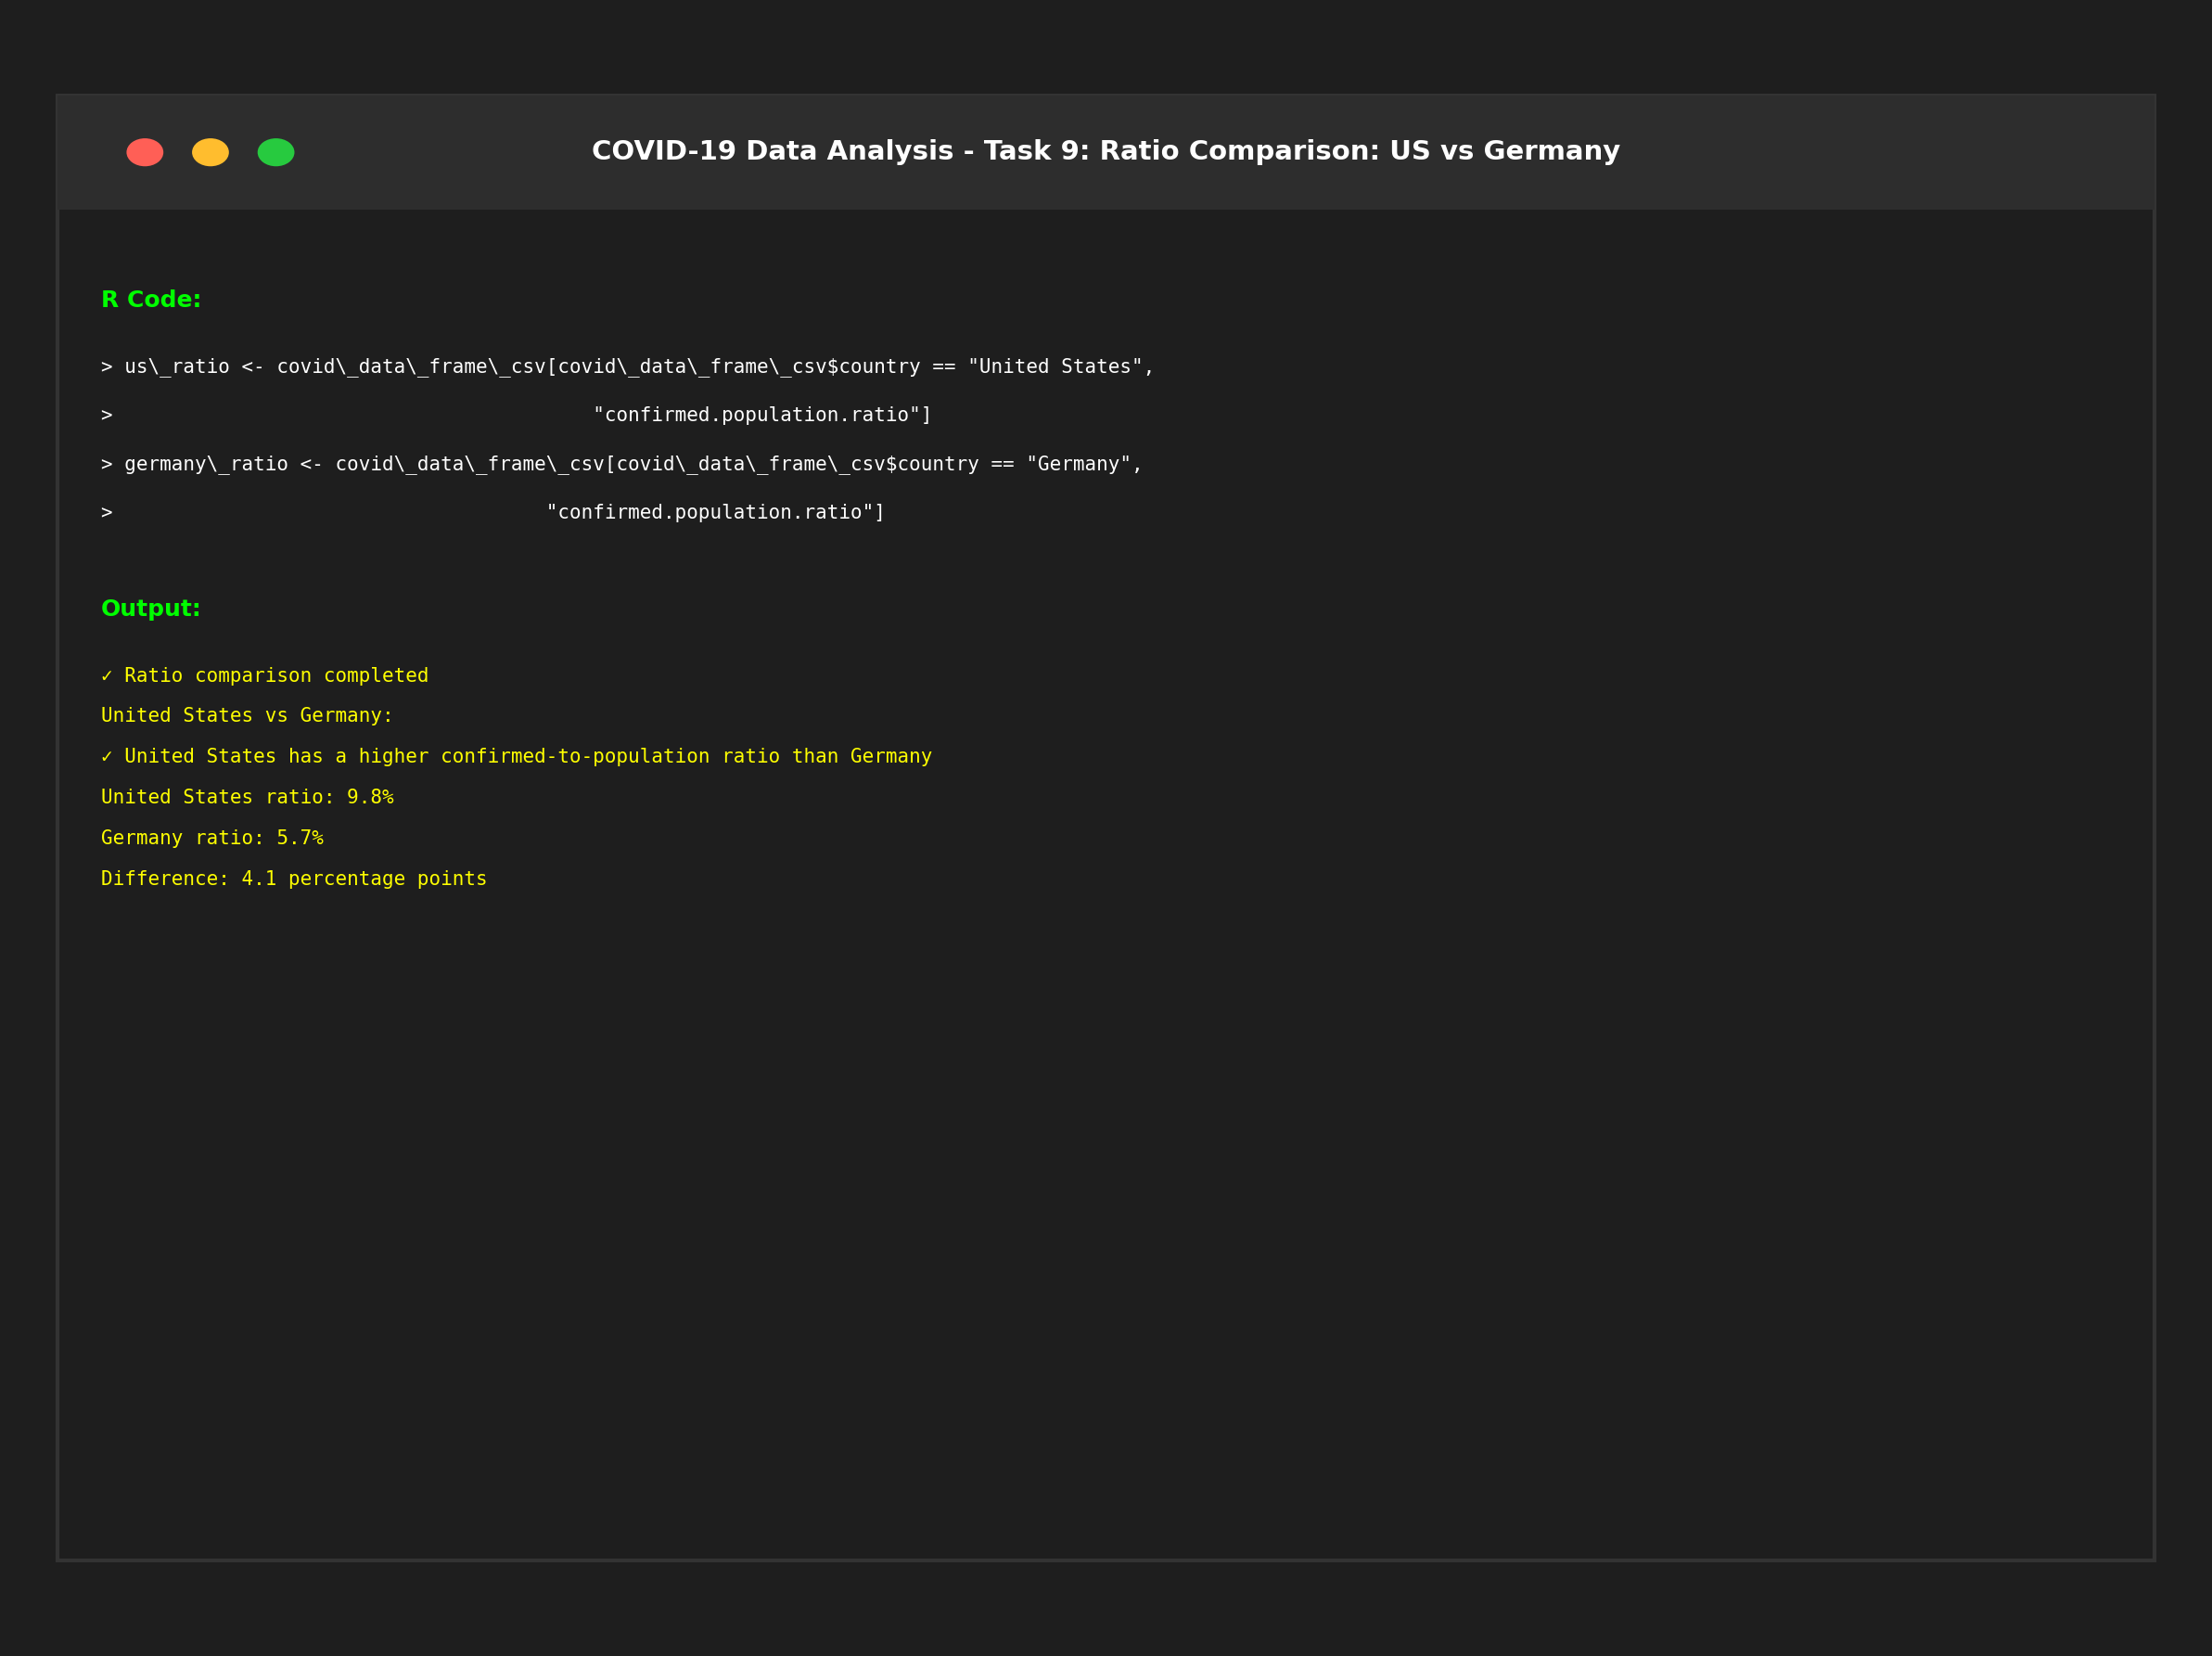 COVID-19 Data Analysis - Task 9: Ratio Comparison: US vs Germany
R Code:
> us\_ratio <- covid\_data\_frame\_csv[covid\_data\_frame\_csv$country == "United States",
>                                         "confirmed.population.ratio"]
> germany\_ratio <- covid\_data\_frame\_csv[covid\_data\_frame\_csv$country == "Germany",
>                                     "confirmed.population.ratio"]
Output:
✓ Ratio comparison completed
United States vs Germany:
✓ United States has a higher confirmed-to-population ratio than Germany
United States ratio: 9.8%
Germany ratio: 5.7%
Difference: 4.1 percentage points